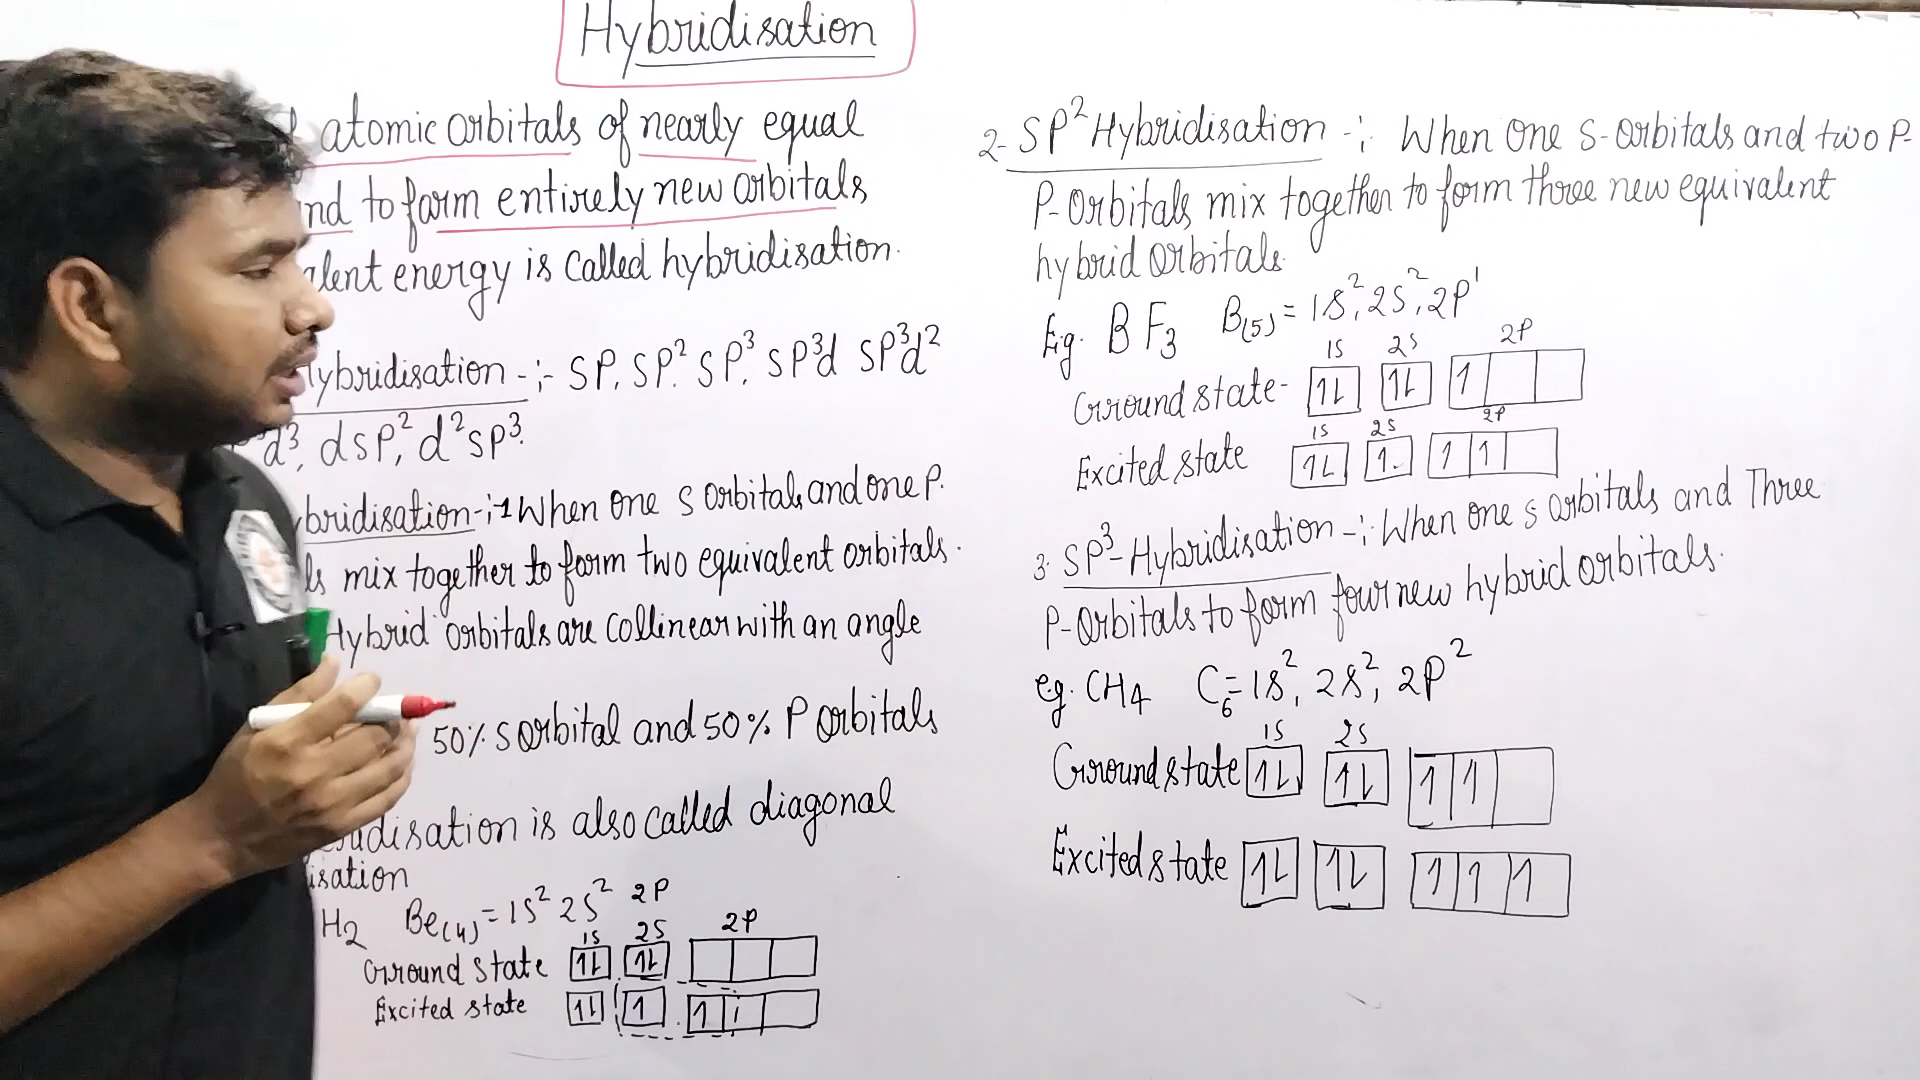 Hybridisation
atomic orbitals of nearly equal
nd to form entirely new orbitals
alent energy is called hybridisation.
ybridisation -:- SP, SP² SP³, SP³d SP³d²
d³, dSP², d²SP³.
bridisation-:-1 When One S orbitals and one P.
ls mix together to form two equivalent orbitals.
Hybrid orbitals are collinear with an angle
50% S orbital and 50% P orbitals
disation is also called diagonal
isation
H2 Be(4) = 1S² 2S² 2P
1S 2S 2P
Ground state 1L 1L
Excited state 1L 1 1 i
2- SP² Hybridisation -:- When One S-orbitals and two P-
P-orbitals mix together to form three new equivalent
hybrid orbitals.
Eg. BF3 B(5) = 1S², 2S², 2P¹
1S 2S 2P
Ground state- 1L 1L 1
1S 2S 2P
Excited state 1L 1. 1 1
3. SP³-Hybridisation -:- When one s orbitals and Three
P-orbitals to form four new hybrid orbitals.
eg. CH4 C6 = 1S², 2S², 2P²
1S 2S
Ground state 1L 1L 1 1
Excited state 1L 1L 1 1 1